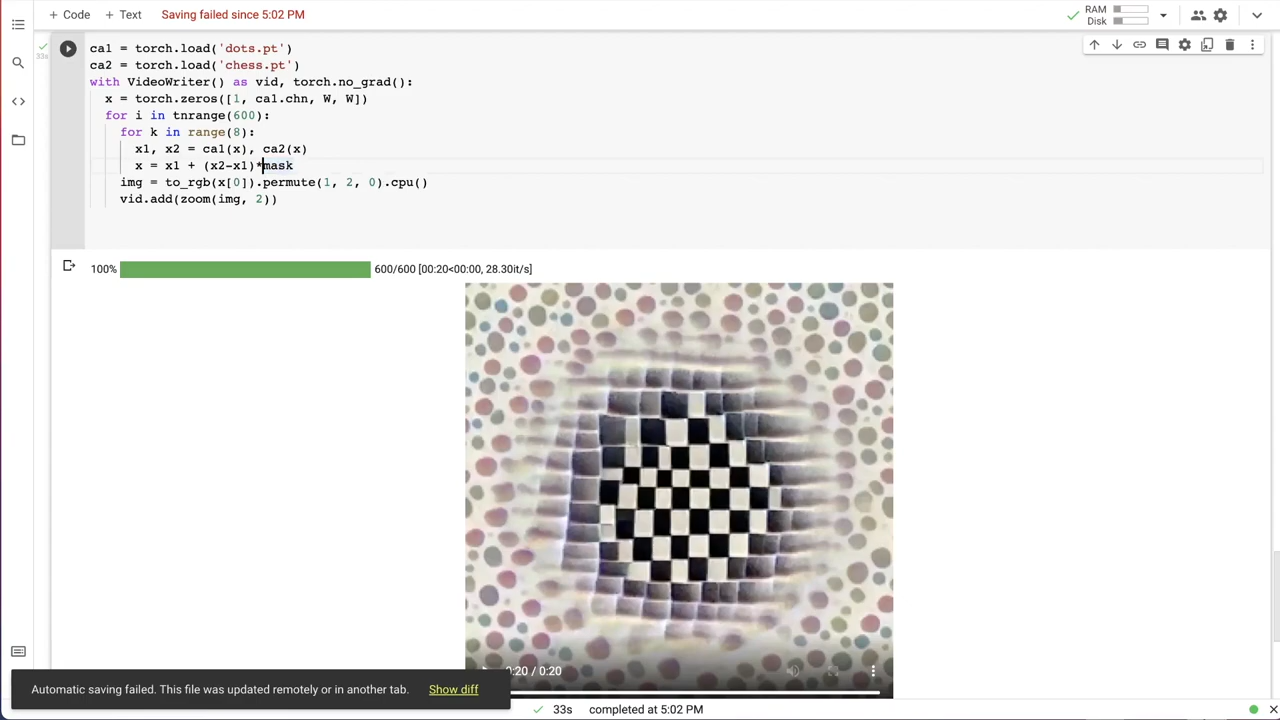 + Code + Text Saving failed since 5:02 PM
RAM
Disk
33s
ca1 = torch.load('dots.pt')
ca2 = torch.load('chess.pt')
with VideoWriter() as vid, torch.no_grad():
  x = torch.zeros([1, ca1.chn, W, W])
  for i in tnrange(600):
    for k in range(8):
      x1, x2 = ca1(x), ca2(x)
      x = x1 + (x2-x1)*mask
    img = to_rgb(x[0]).permute(1, 2, 0).cpu()
    vid.add(zoom(img, 2))
100% 600/600 [00:20<00:00, 28.30it/s]
0:20 / 0:20
Automatic saving failed. This file was updated remotely or in another tab. Show diff
33s completed at 5:02 PM